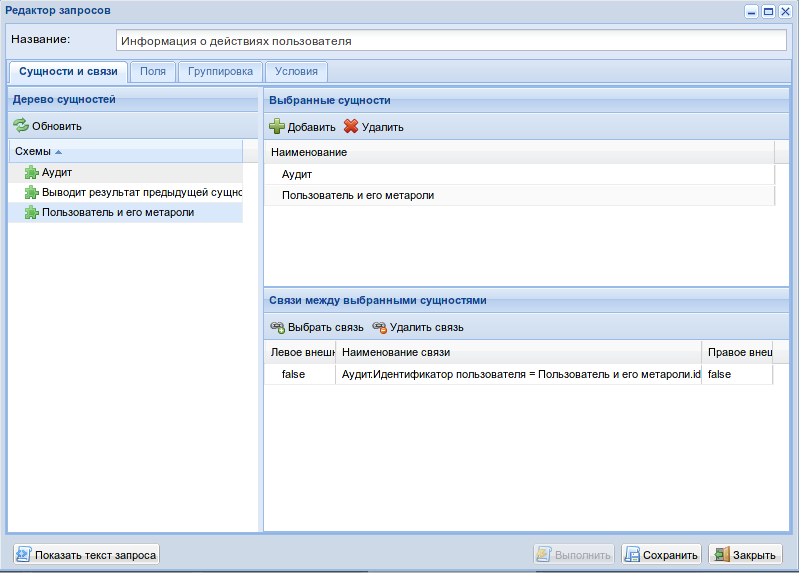 Редактор запросов
Название: Информация о действиях пользователя
Сущности и связи Поля Группировка Условия
Дерево сущностей
Обновить
Схемы
Аудит
Выводит результат предыдущей сущно
Пользователь и его метароли
Выбранные сущности
Добавить Удалить
Наименование
Аудит
Пользователь и его метароли
Связи между выбранными сущностями
Выбрать связь Удалить связь
Левое внешн Наименование связи Правое внеш
false Аудит.Идентификатор пользователя = Пользователь и его метароли.id false
Показать текст запроса Выполнить Сохранить Закрыть